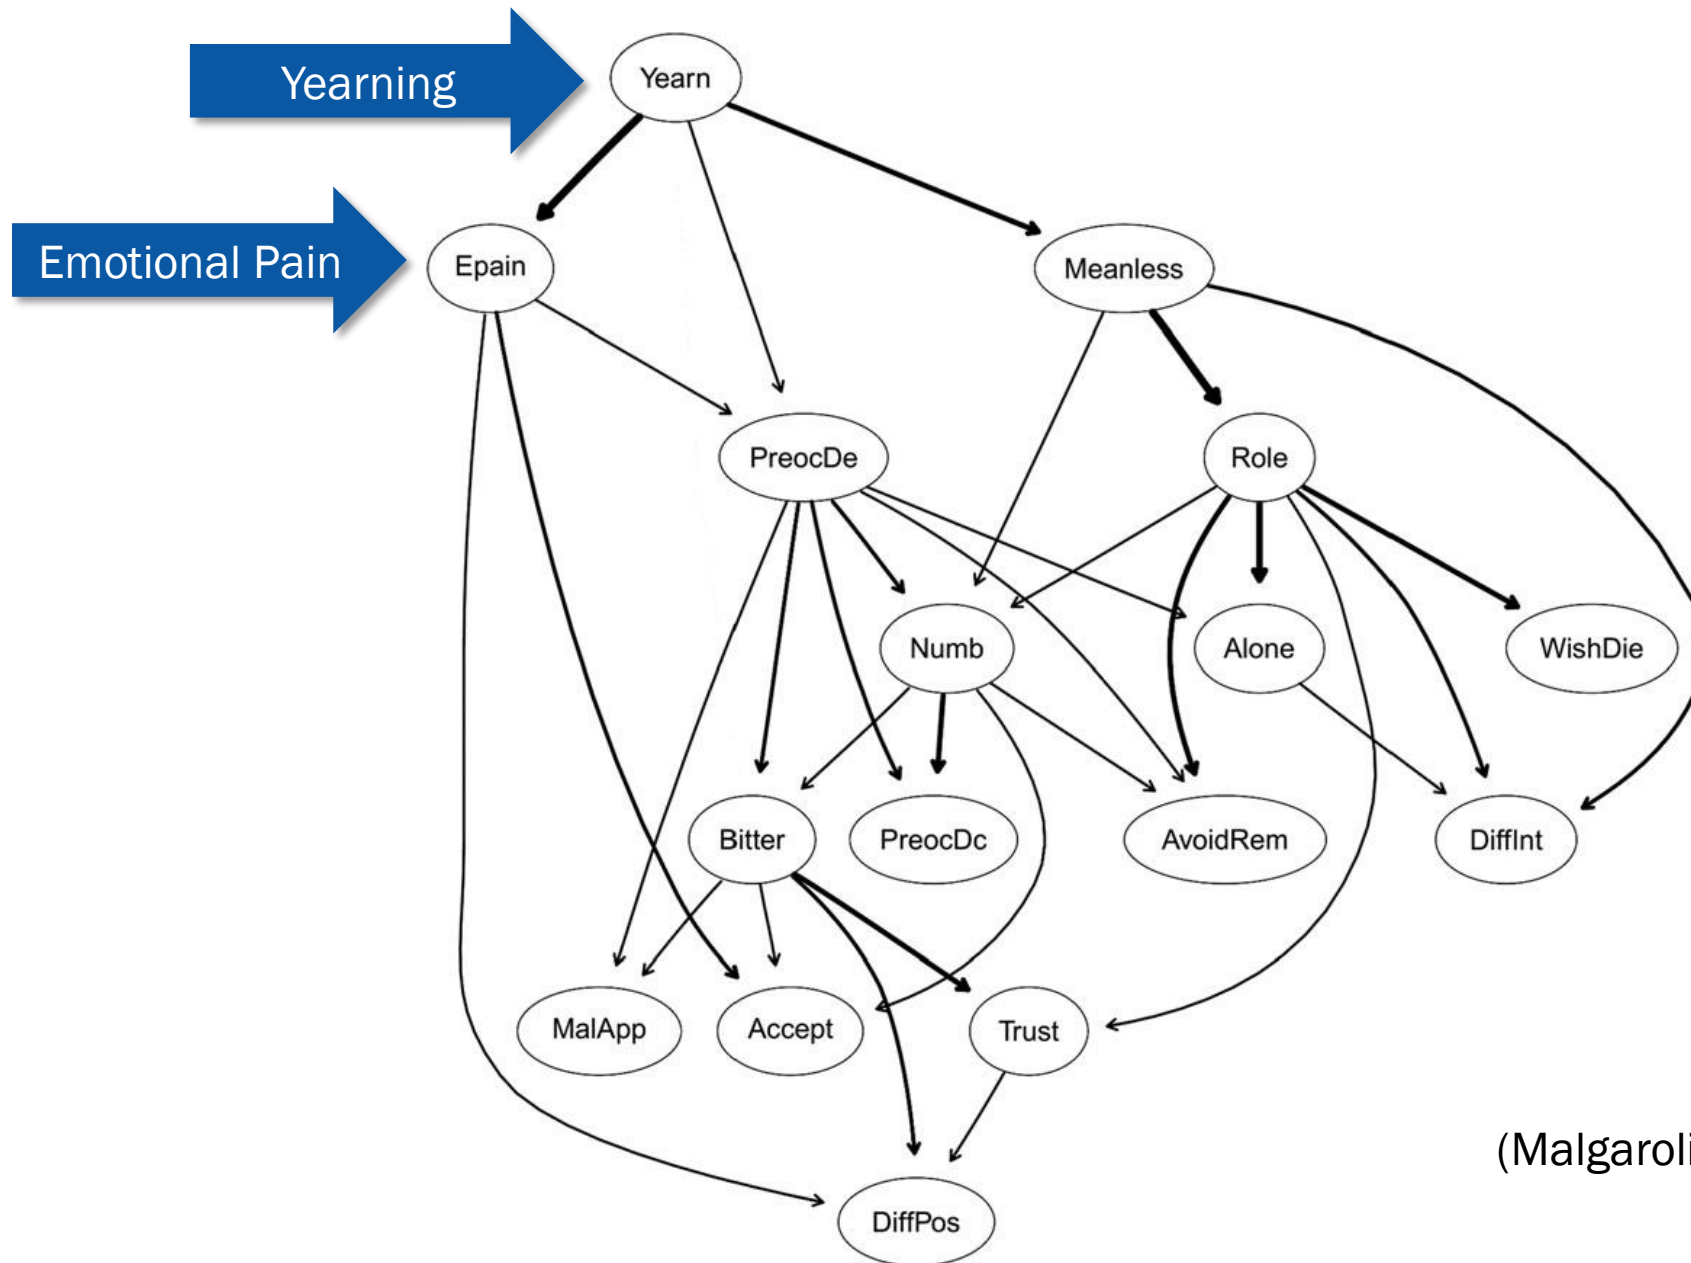 Yearning
Yearn
Emotional Pain
Epain
Meanless
PreocDe
Role
Numb
Alone
WishDie
Bitter
PreocDc
AvoidRem
DiffInt
MalApp
Accept
Trust
(Malgaroli
DiffPos